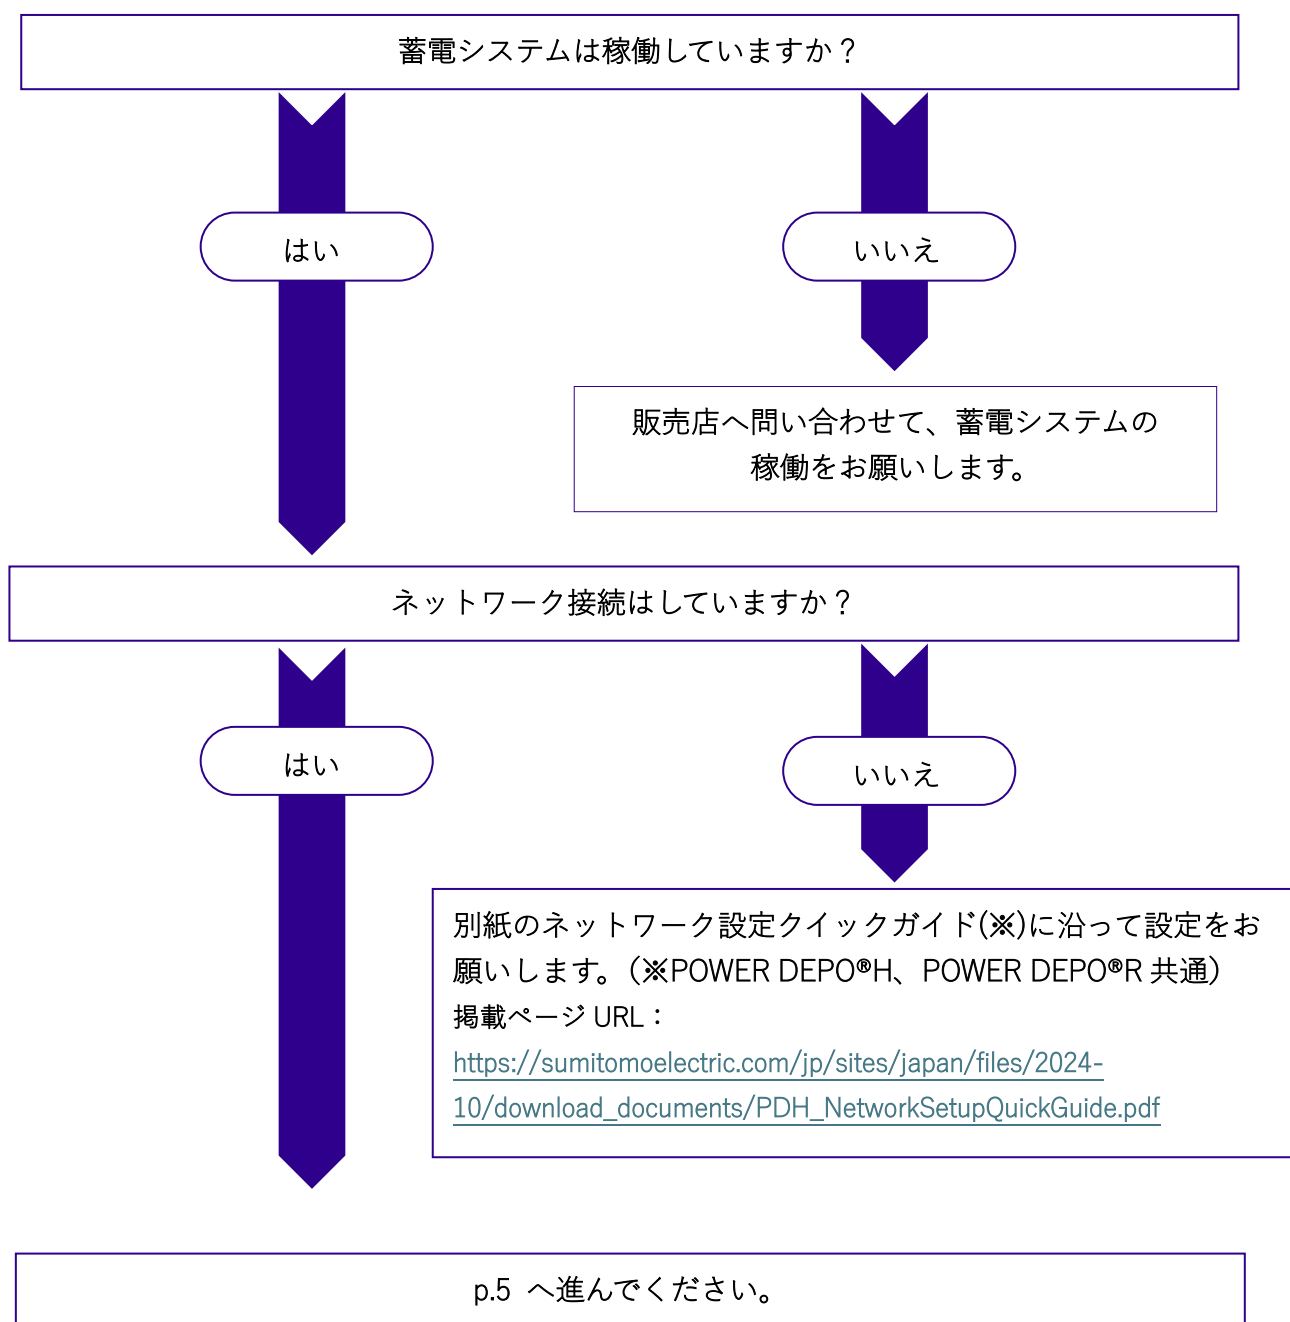 蓄電システムは稼働していますか？
はい
いいえ
販売店へ問い合わせて、蓄電システムの
稼働をお願いします。
ネットワーク接続はしていますか？
はい
いいえ
別紙のネットワーク設定クイックガイド(※)に沿って設定をお
願いします。（※POWER DEPO®H、POWER DEPO®R 共通）
掲載ページ URL：
https://sumitomoelectric.com/jp/sites/japan/files/2024-
10/download_documents/PDH_NetworkSetupQuickGuide.pdf
p.5 へ進んでください。